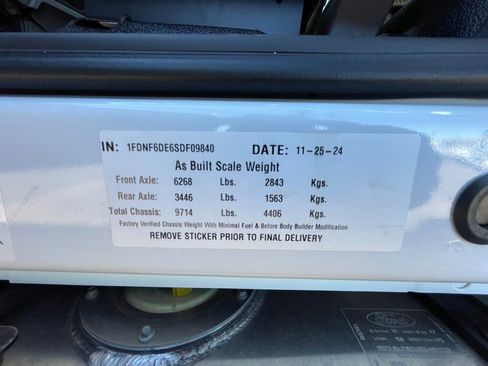 IN: 1FDNF6DE6SDF09840 DATE: 11-25-24
As Built Scale Weight
Front Axle: 6268 Lbs. 2843 Kgs.
Rear Axle: 3446 Lbs. 1563 Kgs.
Total Chassis: 9714 Lbs. 4406 Kgs.
Factory Verified Chassis Weight With Minimal Fuel & Before Body Builder Modification
REMOVE STICKER PRIOR TO FINAL DELIVERY
Ford